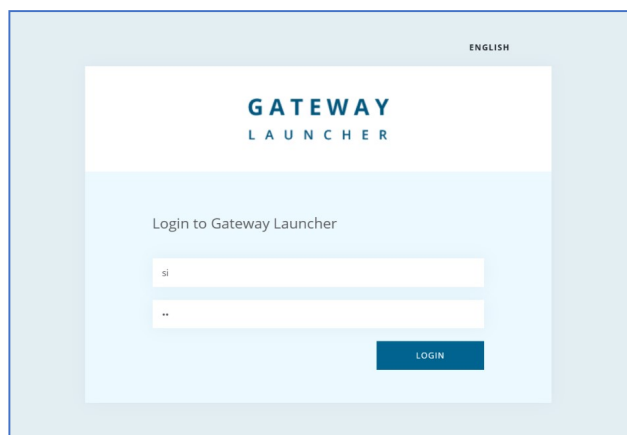 ENGLISH
GATEWAY
LAUNCHER
Login to Gateway Launcher
si
••
LOGIN